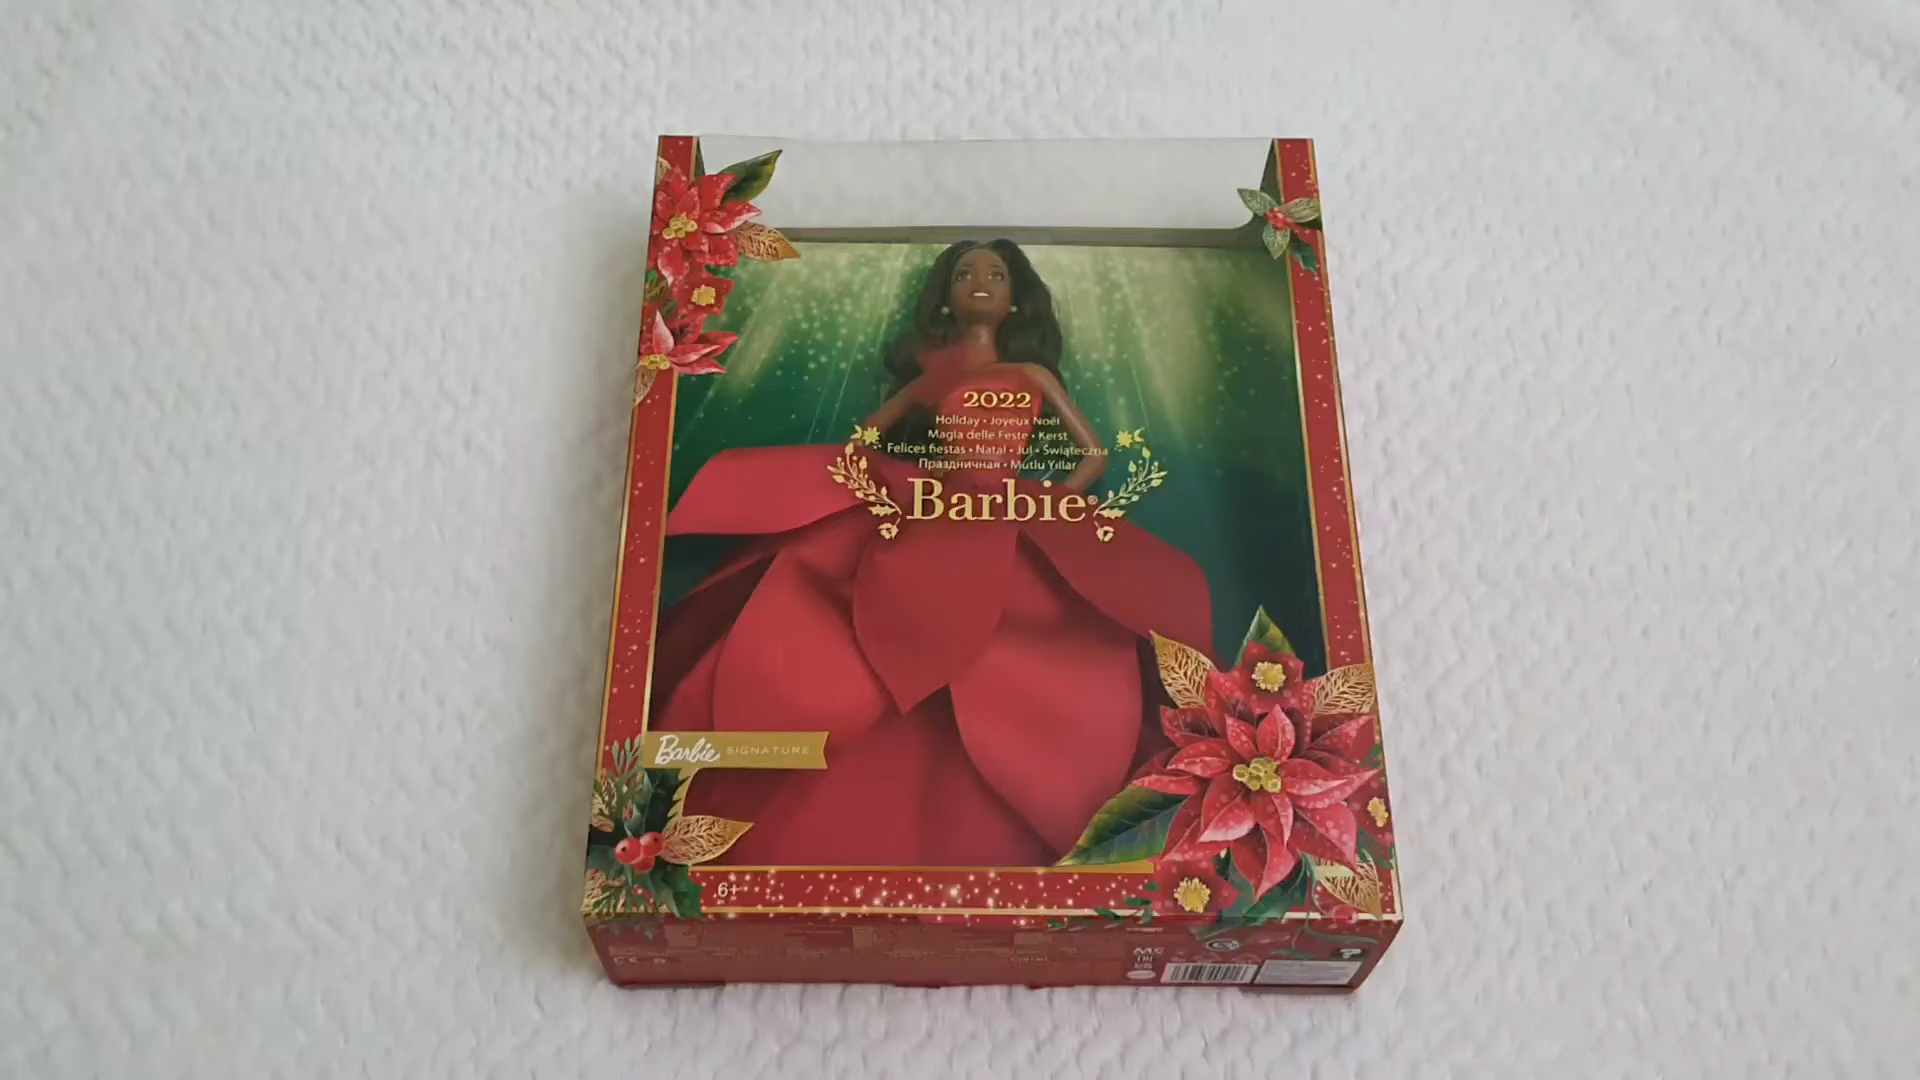 2022
Holiday • Joyeux Noël
Magia delle Feste • Kerst
Felices fiestas • Natal • Jul • Świąteczna
Праздничная • Mutlu Yıllar
Barbie®
Barbie SIGNATURE
6+